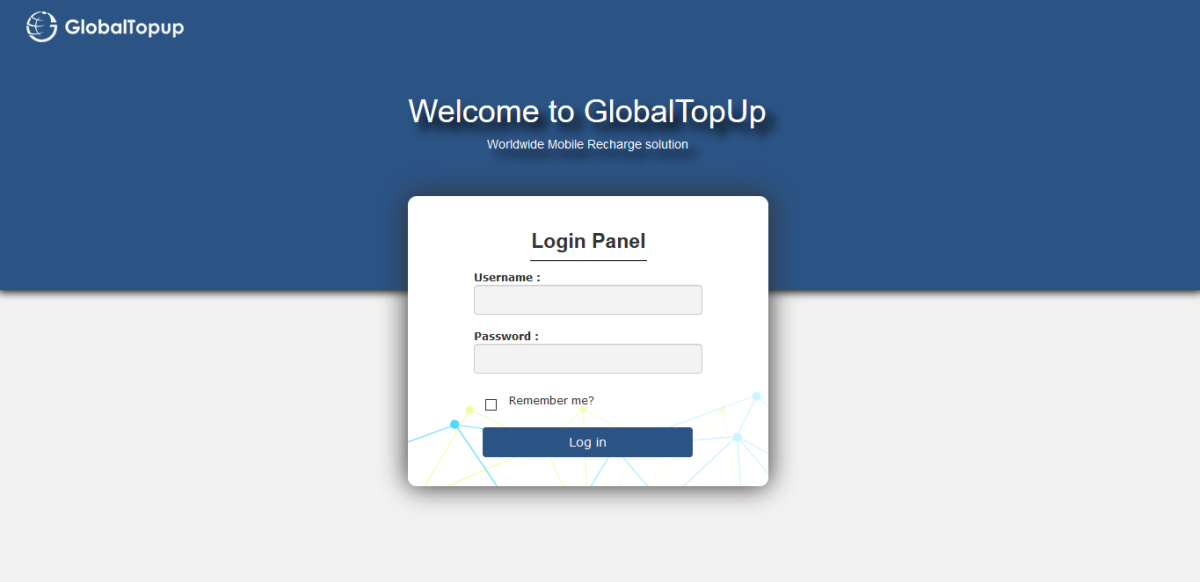 GlobalTopup
Welcome to GlobalTopUp
Worldwide Mobile Recharge solution
Login Panel
Username :
Password :
Remember me?
Log in